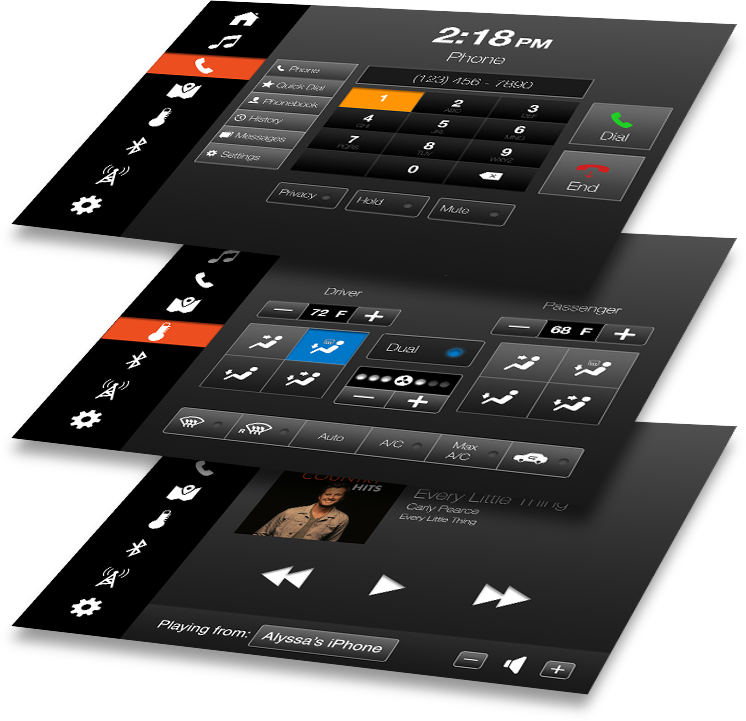 2:18 PM
Phone
(123) 456 - 7890
Phone
Quick Dial
Phonebook
History
Messages
Settings
1
2
ABC
3
DEF
4
GHI
5
JKL
6
MNO
7
PQRS
8
TUV
9
WXYZ
0
Dial
End
Privacy
Hold
Mute
Driver
Passenger
72 F
68 F
Dual
R
Auto
A/C
Max
A/C
COUNTRY
HITS
Every Little Thing
Carly Pearce
Every Little Thing
Playing from: Alyssa's iPhone